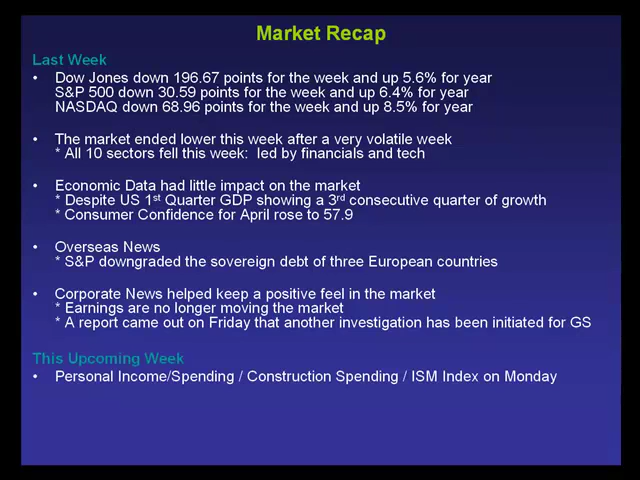 Market Recap
Last Week
• Dow Jones down 196.67 points for the week and up 5.6% for year
S&P 500 down 30.59 points for the week and up 6.4% for year
NASDAQ down 68.96 points for the week and up 8.5% for year
• The market ended lower this week after a very volatile week
* All 10 sectors fell this week: led by financials and tech
• Economic Data had little impact on the market
* Despite US 1st Quarter GDP showing a 3rd consecutive quarter of growth
* Consumer Confidence for April rose to 57.9
• Overseas News
* S&P downgraded the sovereign debt of three European countries
• Corporate News helped keep a positive feel in the market
* Earnings are no longer moving the market
* A report came out on Friday that another investigation has been initiated for GS
This Upcoming Week
• Personal Income/Spending / Construction Spending / ISM Index on Monday